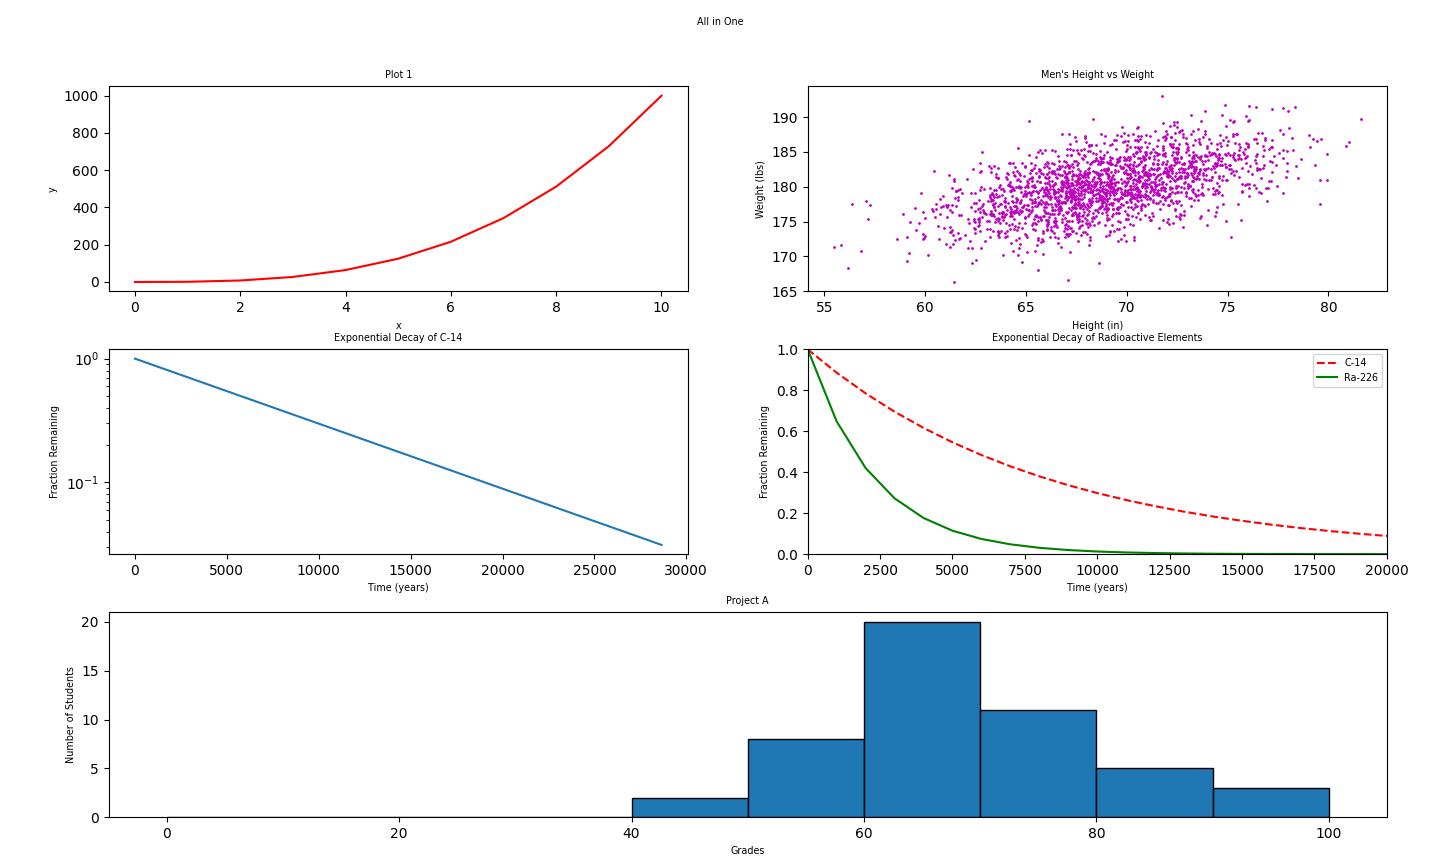 All in One
Plot 1
1000
800
600
400
200
0
y
0 2 4 6 8 10
x
Men's Height vs Weight
190
185
180
175
170
165
Weight (lbs)
55 60 65 70 75 80
Height (in)
Exponential Decay of C-14
10⁰
10⁻¹
Fraction Remaining
0 5000 10000 15000 20000 25000 30000
Time (years)
Exponential Decay of Radioactive Elements
1.0
0.8
0.6
0.4
0.2
0.0
Fraction Remaining
C-14
Ra-226
0 2500 5000 7500 10000 12500 15000 17500 20000
Time (years)
Project A
20
15
10
5
0
Number of Students
0 20 40 60 80 100
Grades